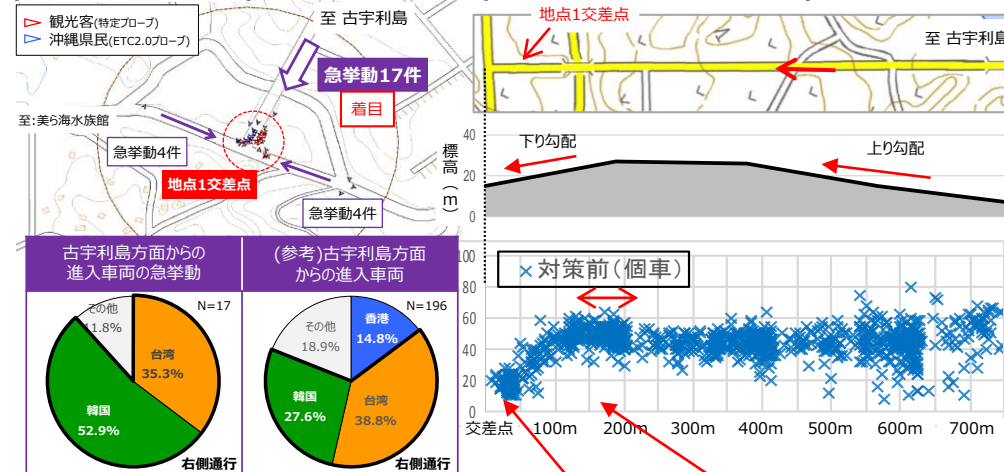 観光客(特定プローブ)
沖縄県民(ETC2.0プローブ)
至 古宇利島
急挙動17件
着目
至:美ら海水族館
急挙動4件
地点1交差点
急挙動4件
古宇利島方面からの
進入車両の急挙動
N=17
その他
11.8%
台湾
35.3%
韓国
52.9%
右側通行
(参考)古宇利島方面
からの進入車両
N=196
その他
18.9%
香港
14.8%
韓国
27.6%
台湾
38.8%
右側通行
地点1交差点
至 古宇利島
標高(m)
40
20
0
下り勾配
上り勾配
100
80
60
40
20
0
×対策前(個車)
交差点 100m 200m 300m 400m 500m 600m 700m